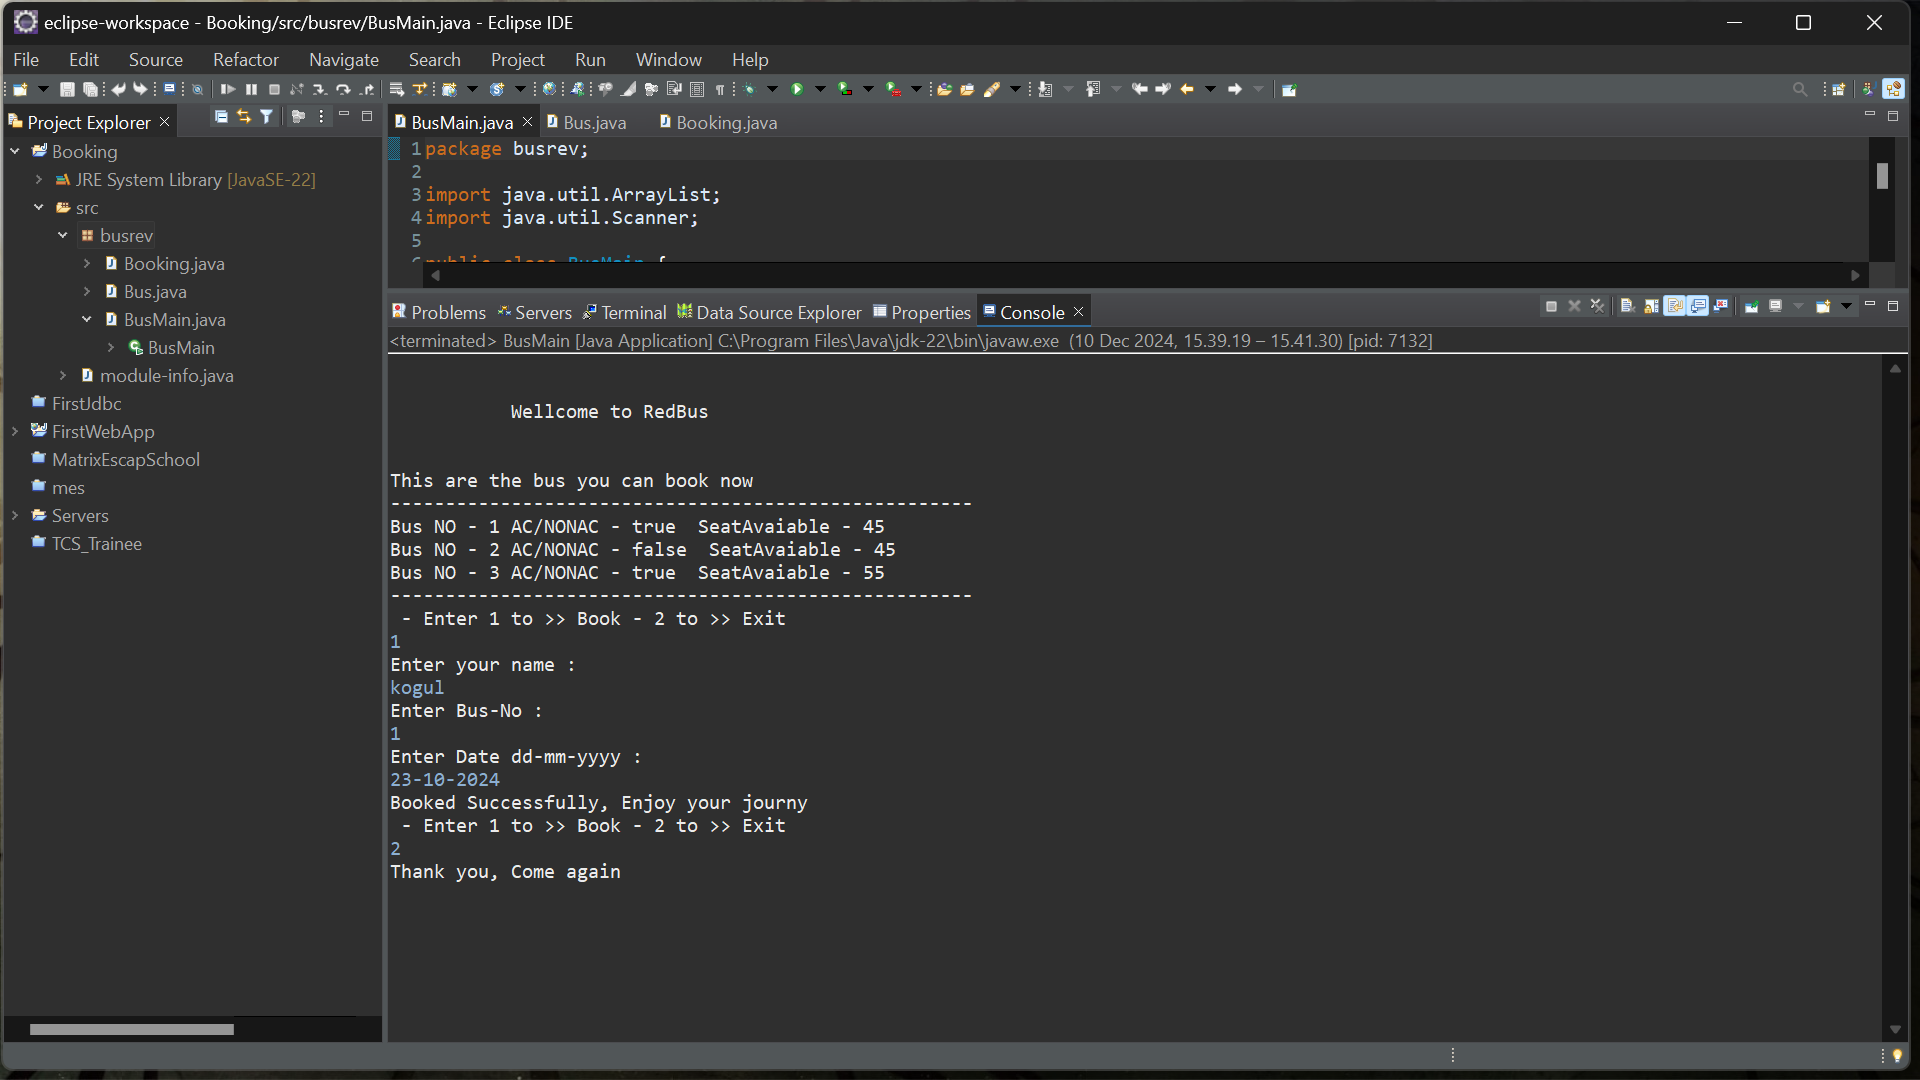 eclipse-workspace - Booking/src/busrev/BusMain.java - Eclipse IDE
File Edit Source Refactor Navigate Search Project Run Window Help
Project Explorer
Booking
JRE System Library [JavaSE-22]
src
busrev
Booking.java
Bus.java
BusMain.java
BusMain
module-info.java
FirstJdbc
FirstWebApp
MatrixEscapSchool
mes
Servers
TCS_Trainee
BusMain.java Bus.java Booking.java
1 package busrev;
2
3 import java.util.ArrayList;
4 import java.util.Scanner;
5
6 public class BusMain {
Problems Servers Terminal Data Source Explorer Properties Console
<terminated> BusMain [Java Application] C:\Program Files\Java\jdk-22\bin\javaw.exe (10 Dec 2024, 15.39.19 – 15.41.30) [pid: 7132]
Wellcome to RedBus
This are the bus you can book now
-----------------------------------------------------
Bus NO - 1 AC/NONAC - true  SeatAvaiable - 45
Bus NO - 2 AC/NONAC - false  SeatAvaiable - 45
Bus NO - 3 AC/NONAC - true  SeatAvaiable - 55
-----------------------------------------------------
- Enter 1 to >> Book - 2 to >> Exit
1
Enter your name :
kogul
Enter Bus-No :
1
Enter Date dd-mm-yyyy :
23-10-2024
Booked Successfully, Enjoy your journy
- Enter 1 to >> Book - 2 to >> Exit
2
Thank you, Come again